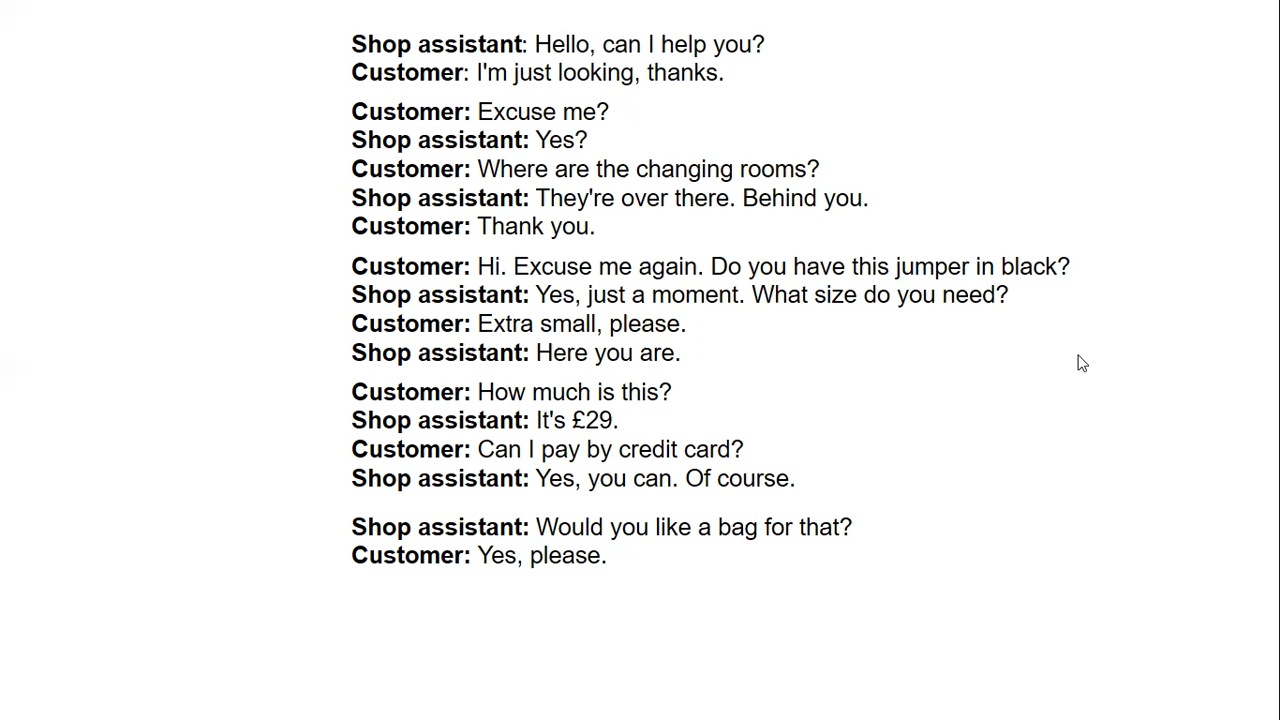 Shop assistant: Hello, can I help you?
Customer: I'm just looking, thanks.
Customer: Excuse me?
Shop assistant: Yes?
Customer: Where are the changing rooms?
Shop assistant: They're over there. Behind you.
Customer: Thank you.
Customer: Hi. Excuse me again. Do you have this jumper in black?
Shop assistant: Yes, just a moment. What size do you need?
Customer: Extra small, please.
Shop assistant: Here you are.
Customer: How much is this?
Shop assistant: It's £29.
Customer: Can I pay by credit card?
Shop assistant: Yes, you can. Of course.
Shop assistant: Would you like a bag for that?
Customer: Yes, please.